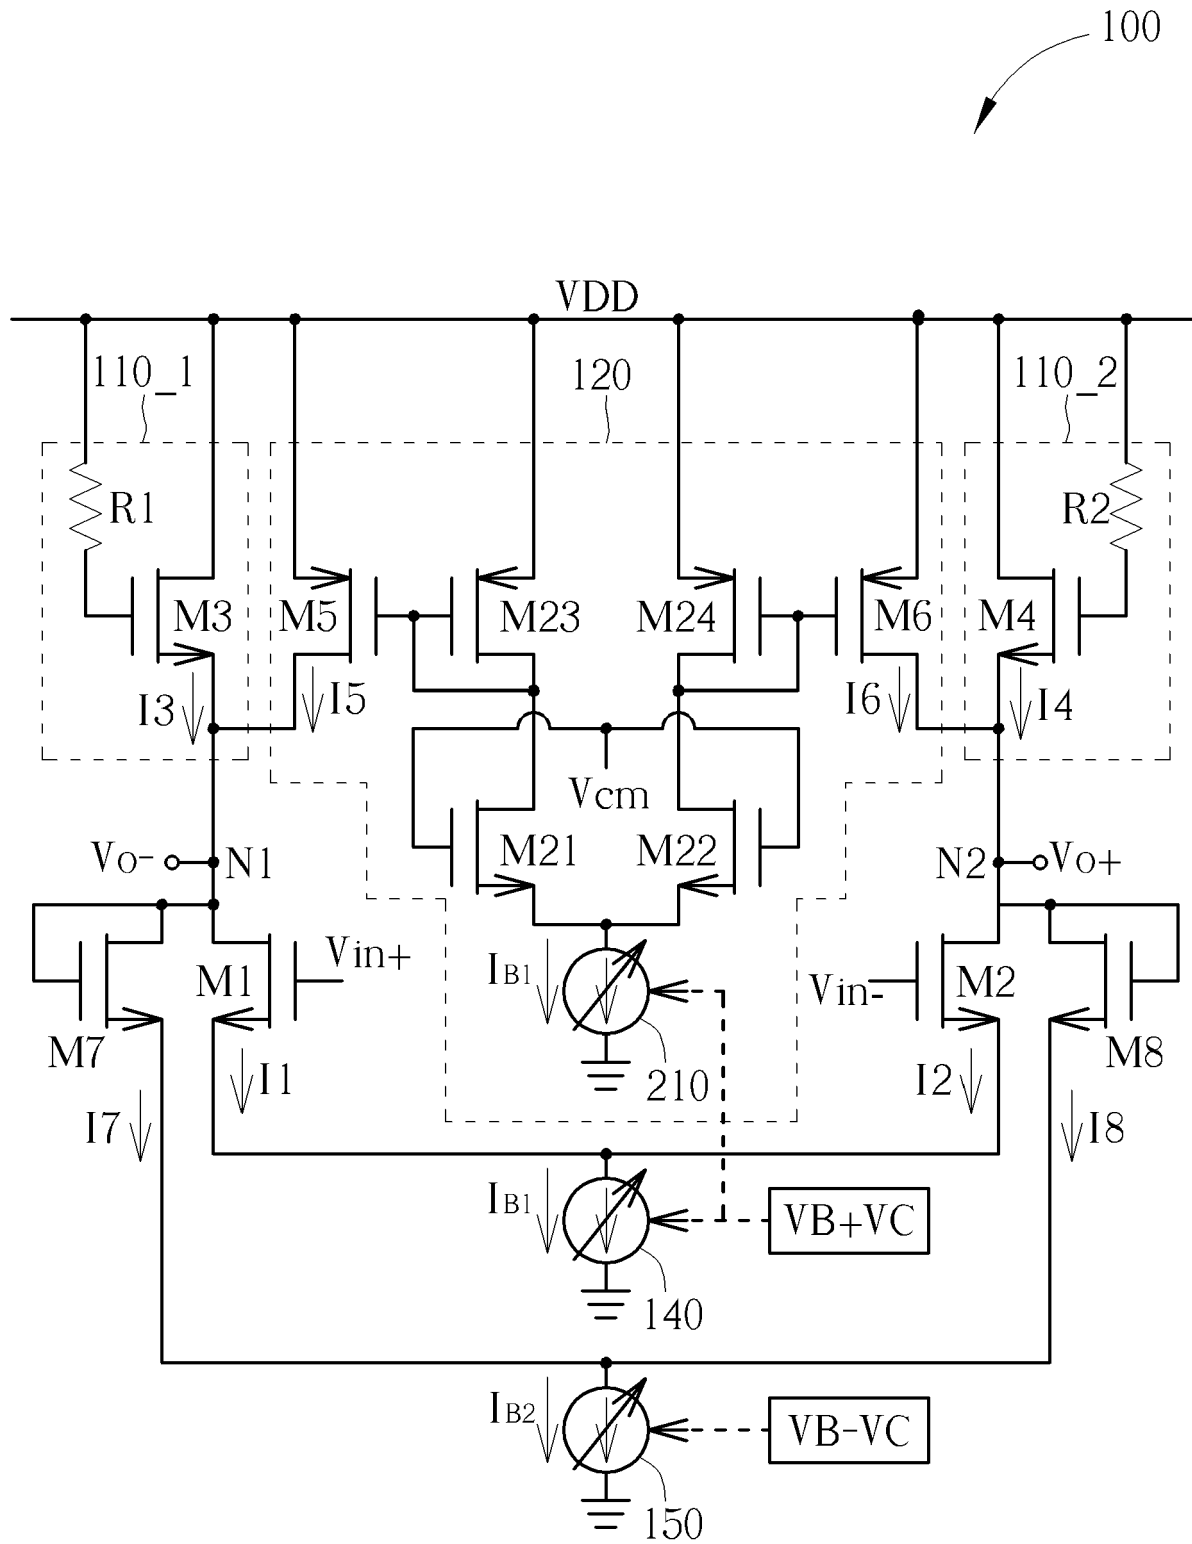 100
VDD
110_1
120
110_2
R1
R2
M3
M5
M23
M24
M6
M4
I3
I5
I6
I4
Vcm
Vo-
N1
M21
M22
N2
Vo+
Vin+
M1
IB1
Vin-
M2
M7
M8
I1
210
I2
I7
I8
IB1
VB+VC
140
IB2
VB-VC
150